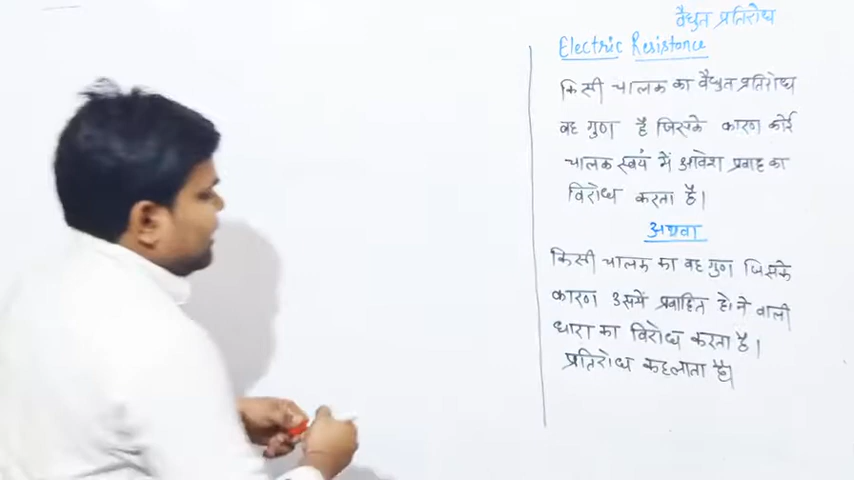 वैधुत प्रतिरोध
Electric Resistance
किसी चालक का वैधुत प्रतिरोध
वह गुण है जिसके कारण कोई
चालक स्वयं में आवेश प्रवाह का
विरोध करता है।
अथवा
किसी चालक का वह गुण जिसके
कारण उसमें प्रवाहित होने वाली
धारा का विरोध करता है।
प्रतिरोध कहलाता है।